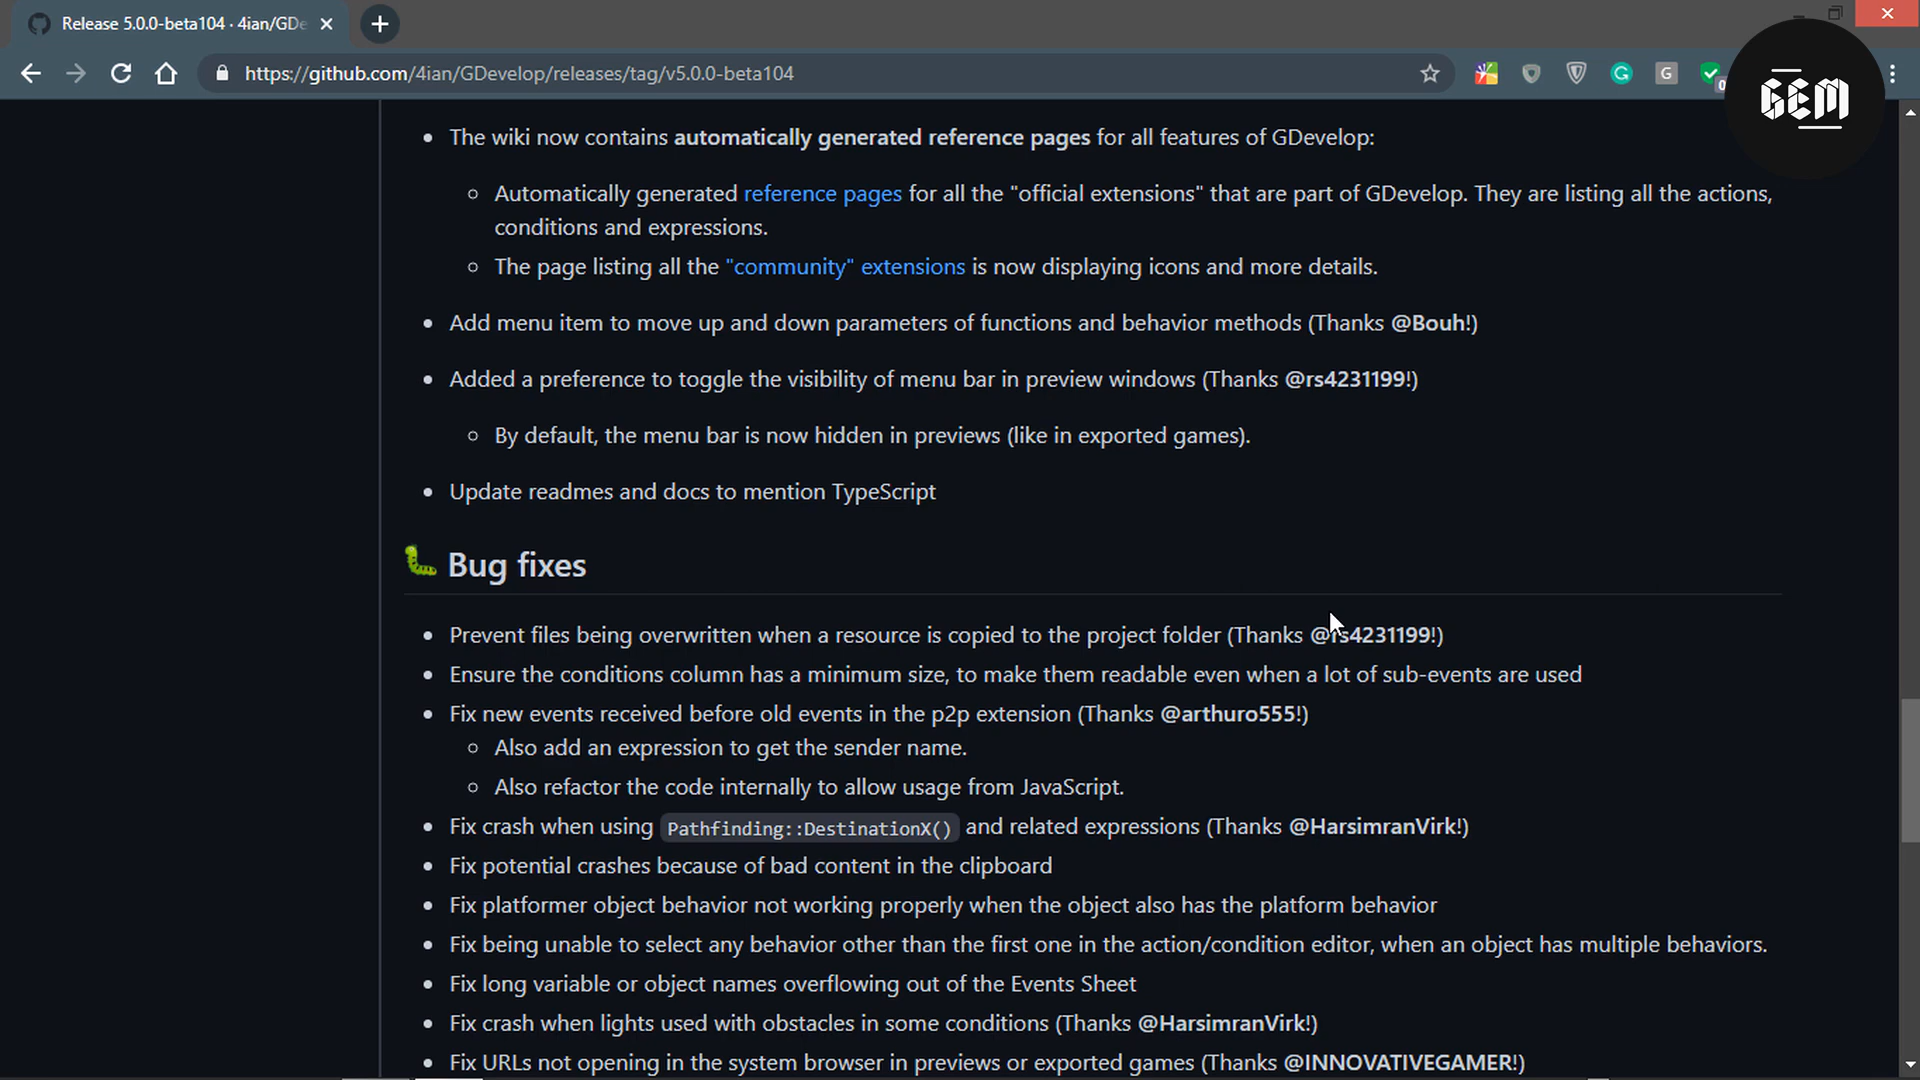 Release 5.0.0-beta104 · 4ian/GDe
https://github.com/4ian/GDevelop/releases/tag/v5.0.0-beta104
GEM
The wiki now contains automatically generated reference pages for all features of GDevelop:
Automatically generated reference pages for all the "official extensions" that are part of GDevelop. They are listing all the actions,
conditions and expressions.
The page listing all the "community" extensions is now displaying icons and more details.
Add menu item to move up and down parameters of functions and behavior methods (Thanks @Bouh!)
Added a preference to toggle the visibility of menu bar in preview windows (Thanks @rs4231199!)
By default, the menu bar is now hidden in previews (like in exported games).
Update readmes and docs to mention TypeScript
Bug fixes
Prevent files being overwritten when a resource is copied to the project folder (Thanks @rs4231199!)
Ensure the conditions column has a minimum size, to make them readable even when a lot of sub-events are used
Fix new events received before old events in the p2p extension (Thanks @arthuro555!)
Also add an expression to get the sender name.
Also refactor the code internally to allow usage from JavaScript.
Fix crash when using Pathfinding::DestinationX() and related expressions (Thanks @HarsimranVirk!)
Fix potential crashes because of bad content in the clipboard
Fix platformer object behavior not working properly when the object also has the platform behavior
Fix being unable to select any behavior other than the first one in the action/condition editor, when an object has multiple behaviors.
Fix long variable or object names overflowing out of the Events Sheet
Fix crash when lights used with obstacles in some conditions (Thanks @HarsimranVirk!)
Fix URLs not opening in the system browser in previews or exported games (Thanks @INNOVATIVEGAMER!)